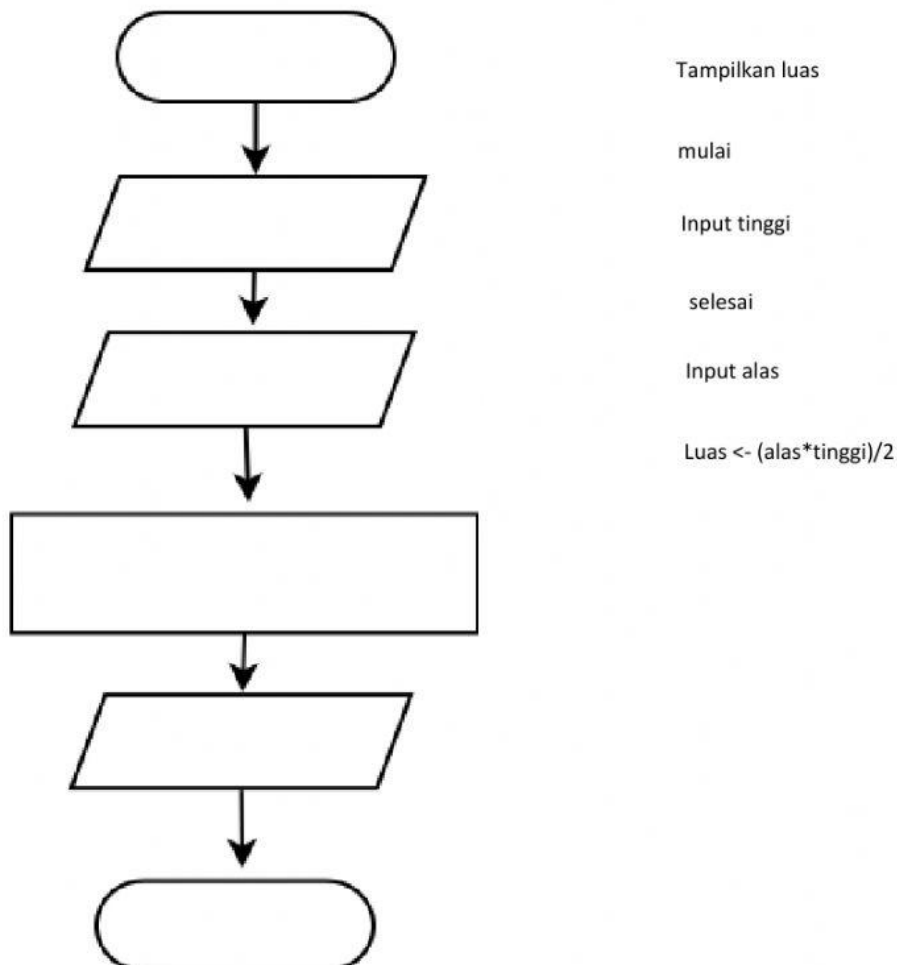 Tampilkan luas
mulai
Input tinggi
selesai
Input alas
Luas <- (alas*tinggi)/2